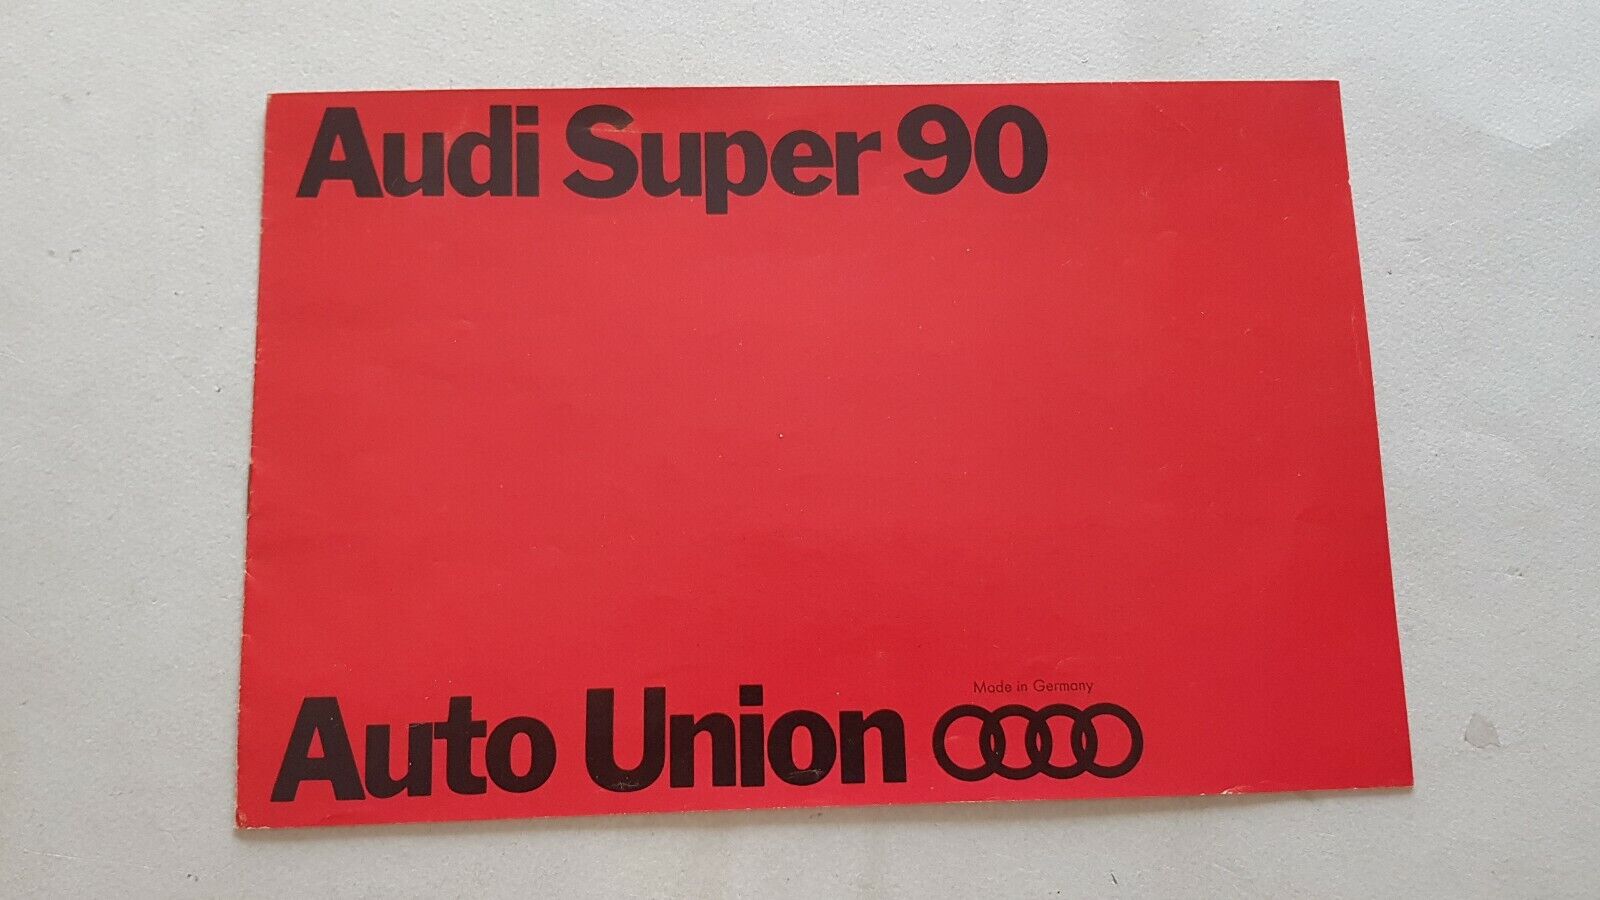 Audi Super 90
Made in Germany
Auto Union